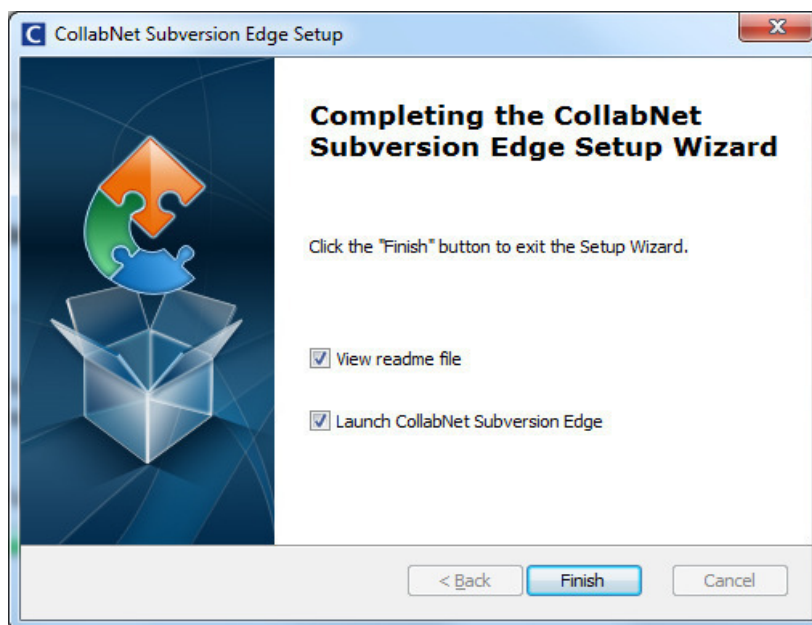 C CollabNet Subversion Edge Setup
Completing the CollabNet
Subversion Edge Setup Wizard
Click the "Finish" button to exit the Setup Wizard.
View readme file
Launch CollabNet Subversion Edge
< Back
Finish
Cancel